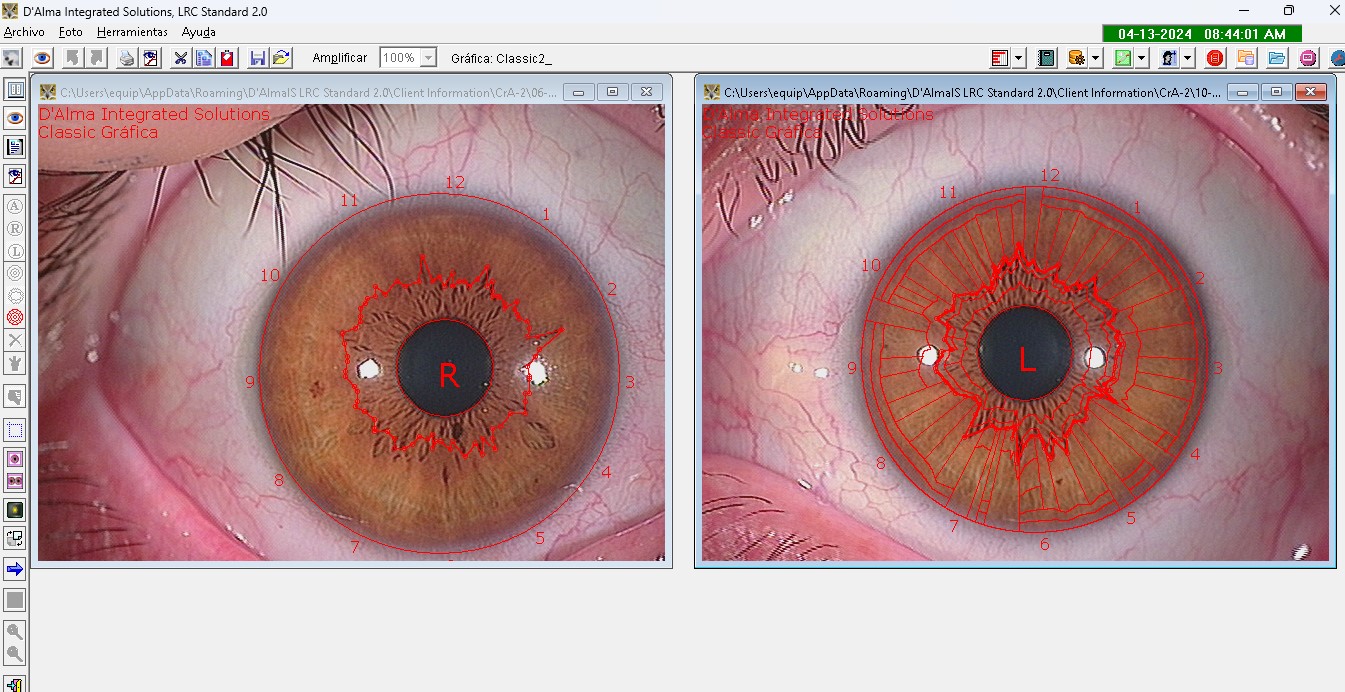 D'Alma Integrated Solutions, LRC Standard 2.0
Archivo Foto Herramientas Ayuda
04-13-2024 08:44:01 AM
Amplificar 100% Gráfica: Classic2_
C:\Users\equip\AppData\Roaming\D'AlmaIS LRC Standard 2.0\Client Information\CrA-2\06-...
D'Alma Integrated Solutions
Classic Gráfica
12
11
1
10
2
R
9
3
8
4
7
5
C:\Users\equip\AppData\Roaming\D'AlmaIS LRC Standard 2.0\Client Information\CrA-2\10-...
D'Alma Integrated Solutions
Classic Gráfica
12
11
1
10
2
L
9
3
8
4
7
5
6
A
R
L